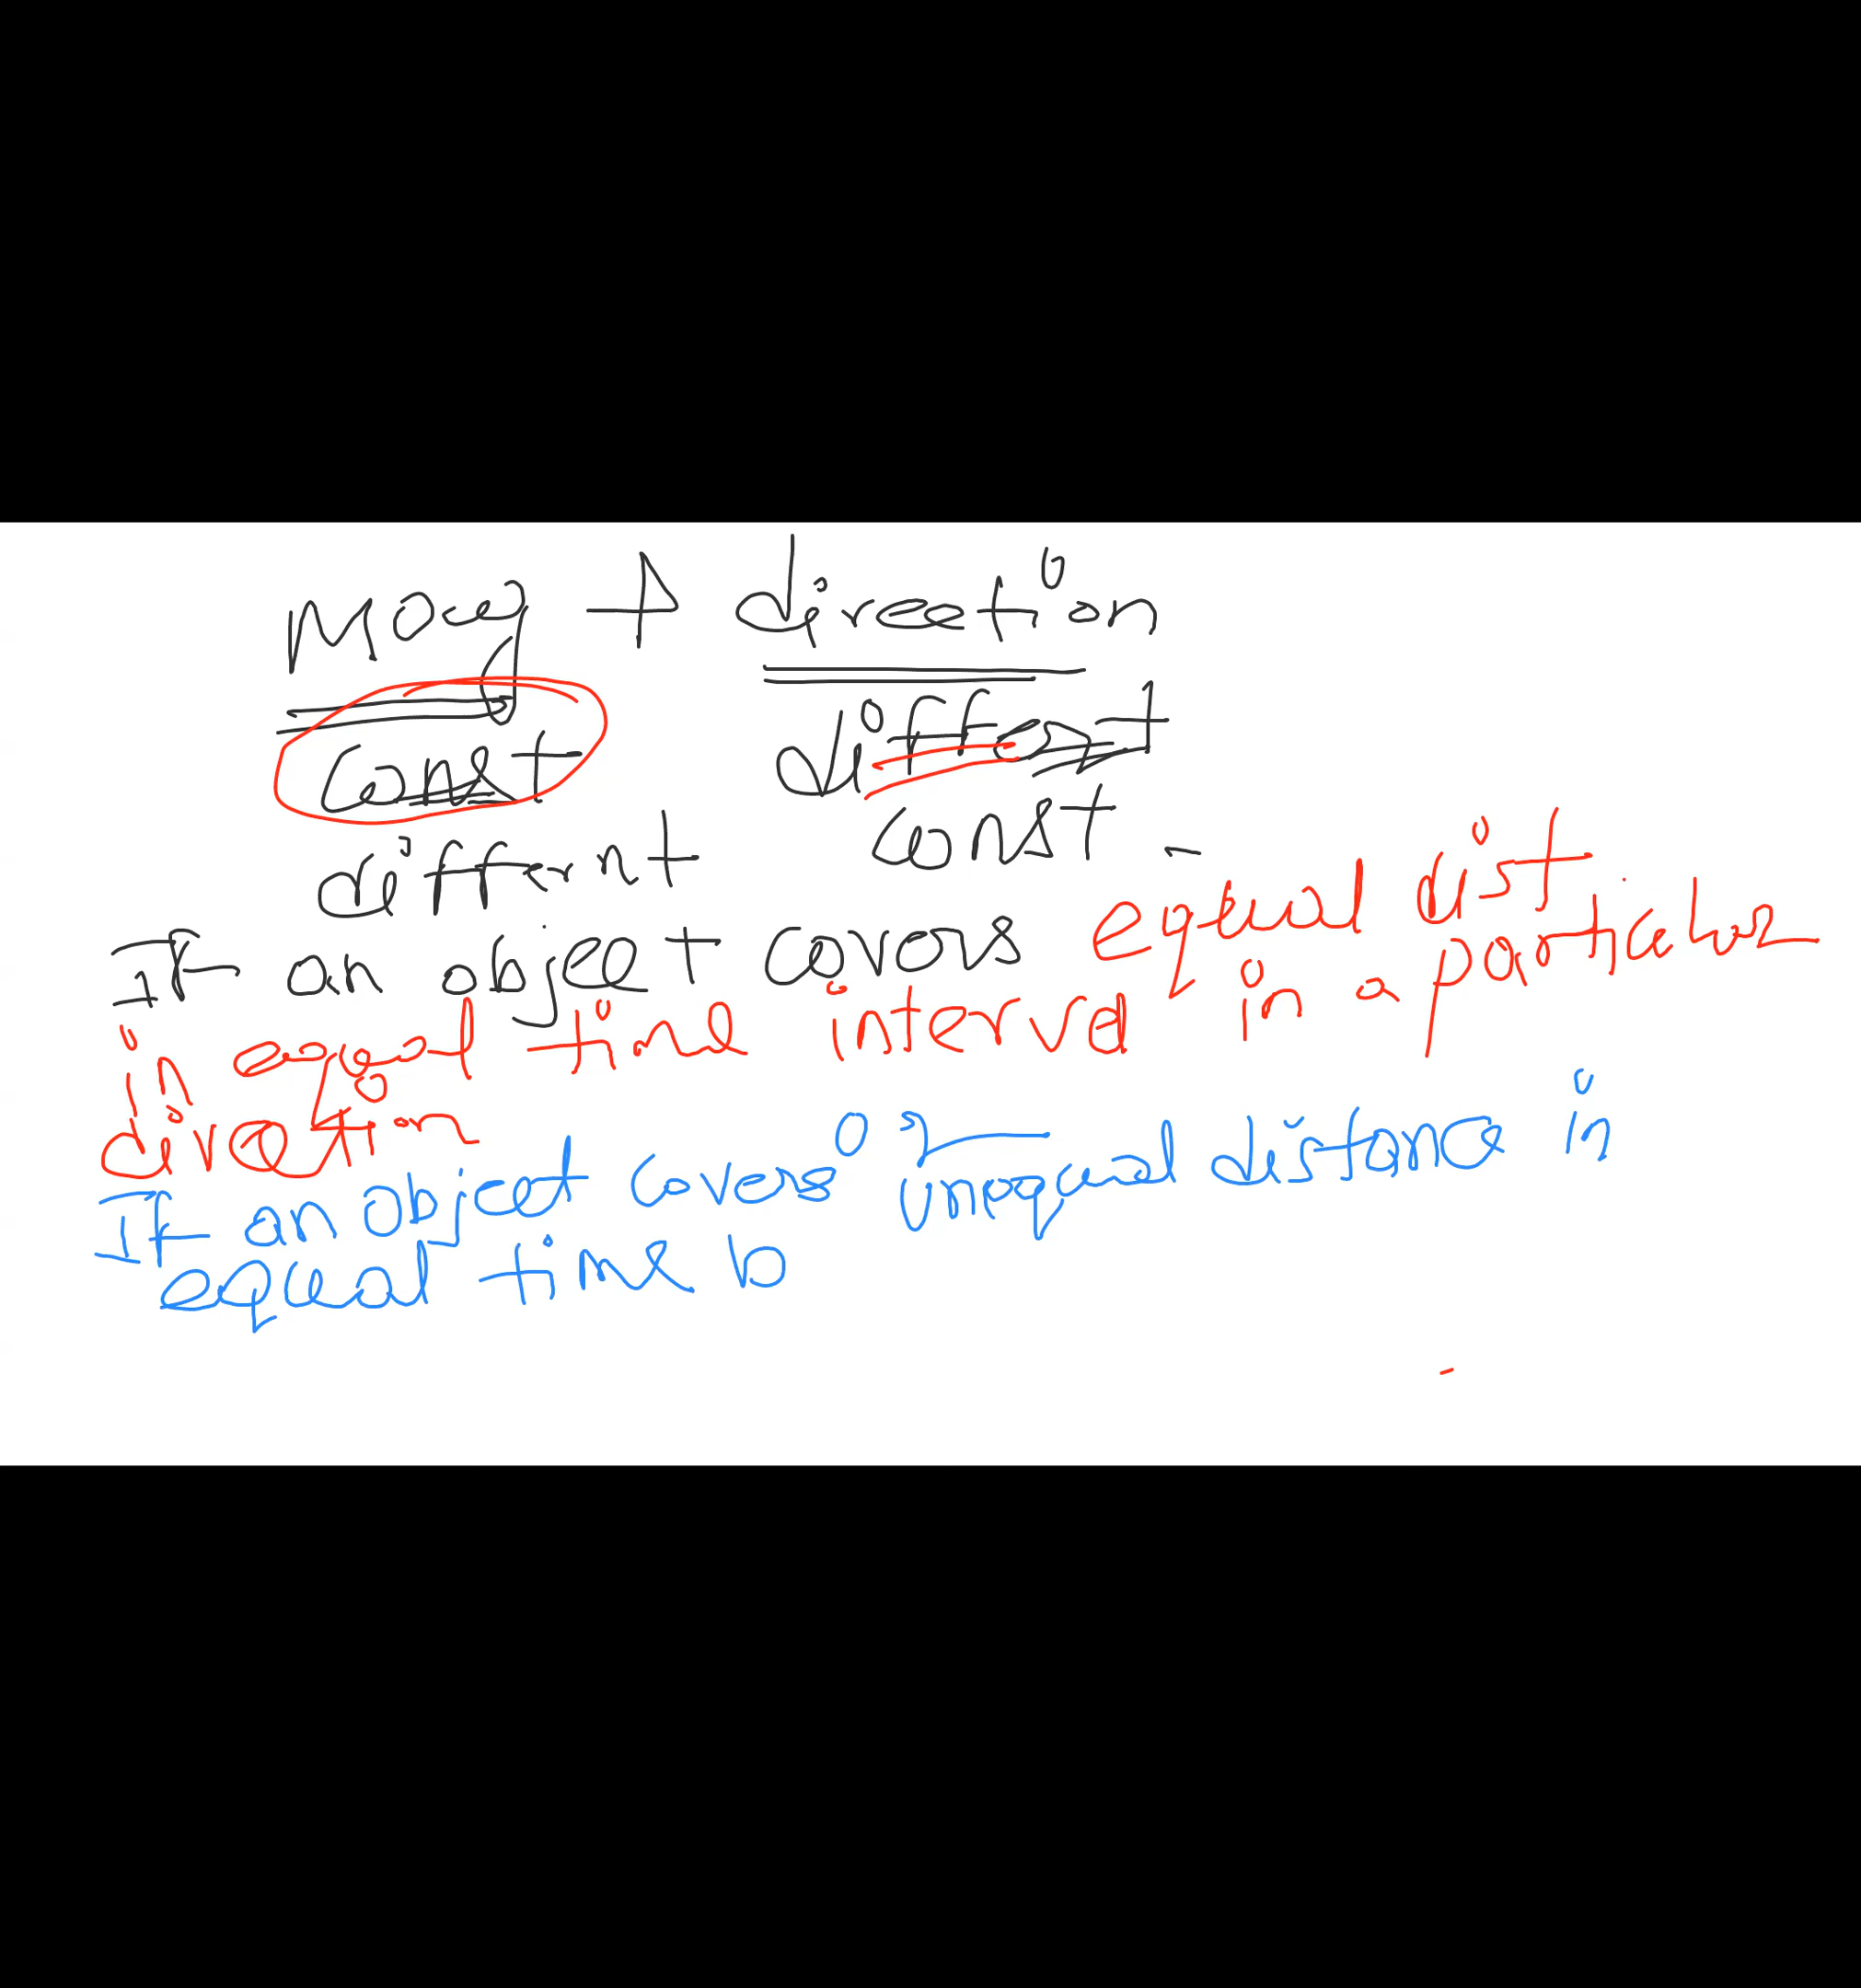 Mag + direction
const different
different const -
If an object covers equal dist
in equal time interval in a particular
direction
If an object coves unequal distance in
equal time